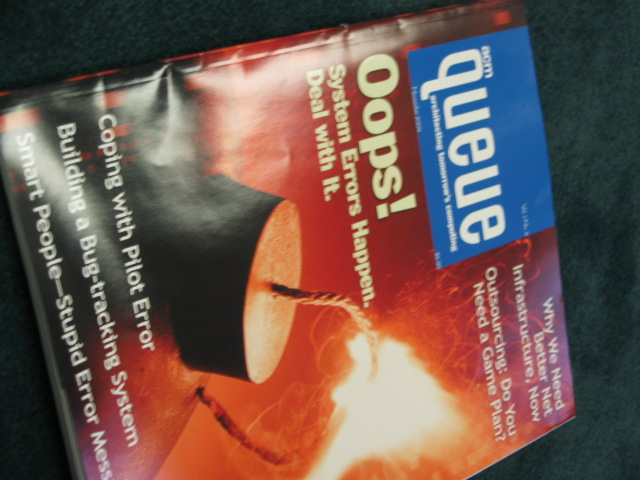 acm
queue
architecting tomorrow's computing
Why We Need
Better Net
Infrastructure, Now
Outsourcing: Do You
Need a Game Plan?
Oops!
System Errors Happen.
Deal with it.
Coping with Pilot Error
Building a Bug-tracking System
Smart People—Stupid Error Mess